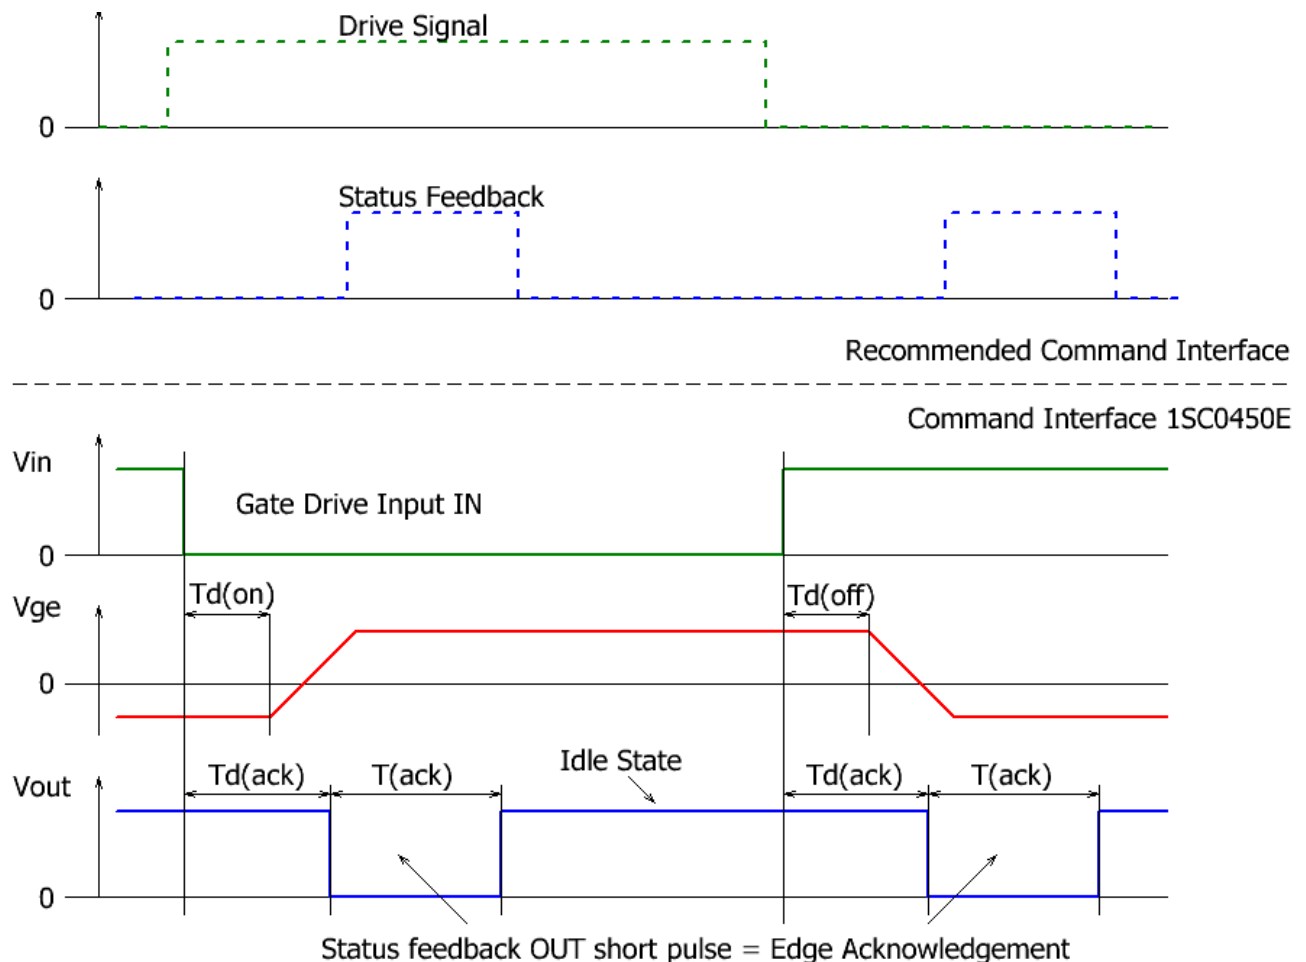 Drive Signal
0
Status Feedback
0
Recommended Command Interface
Command Interface 1SC0450E
Vin
Gate Drive Input IN
0
Td(on)
Td(off)
Vge
0
Idle State
Td(ack)
T(ack)
Td(ack)
T(ack)
Vout
0
Status feedback OUT short pulse = Edge Acknowledgement